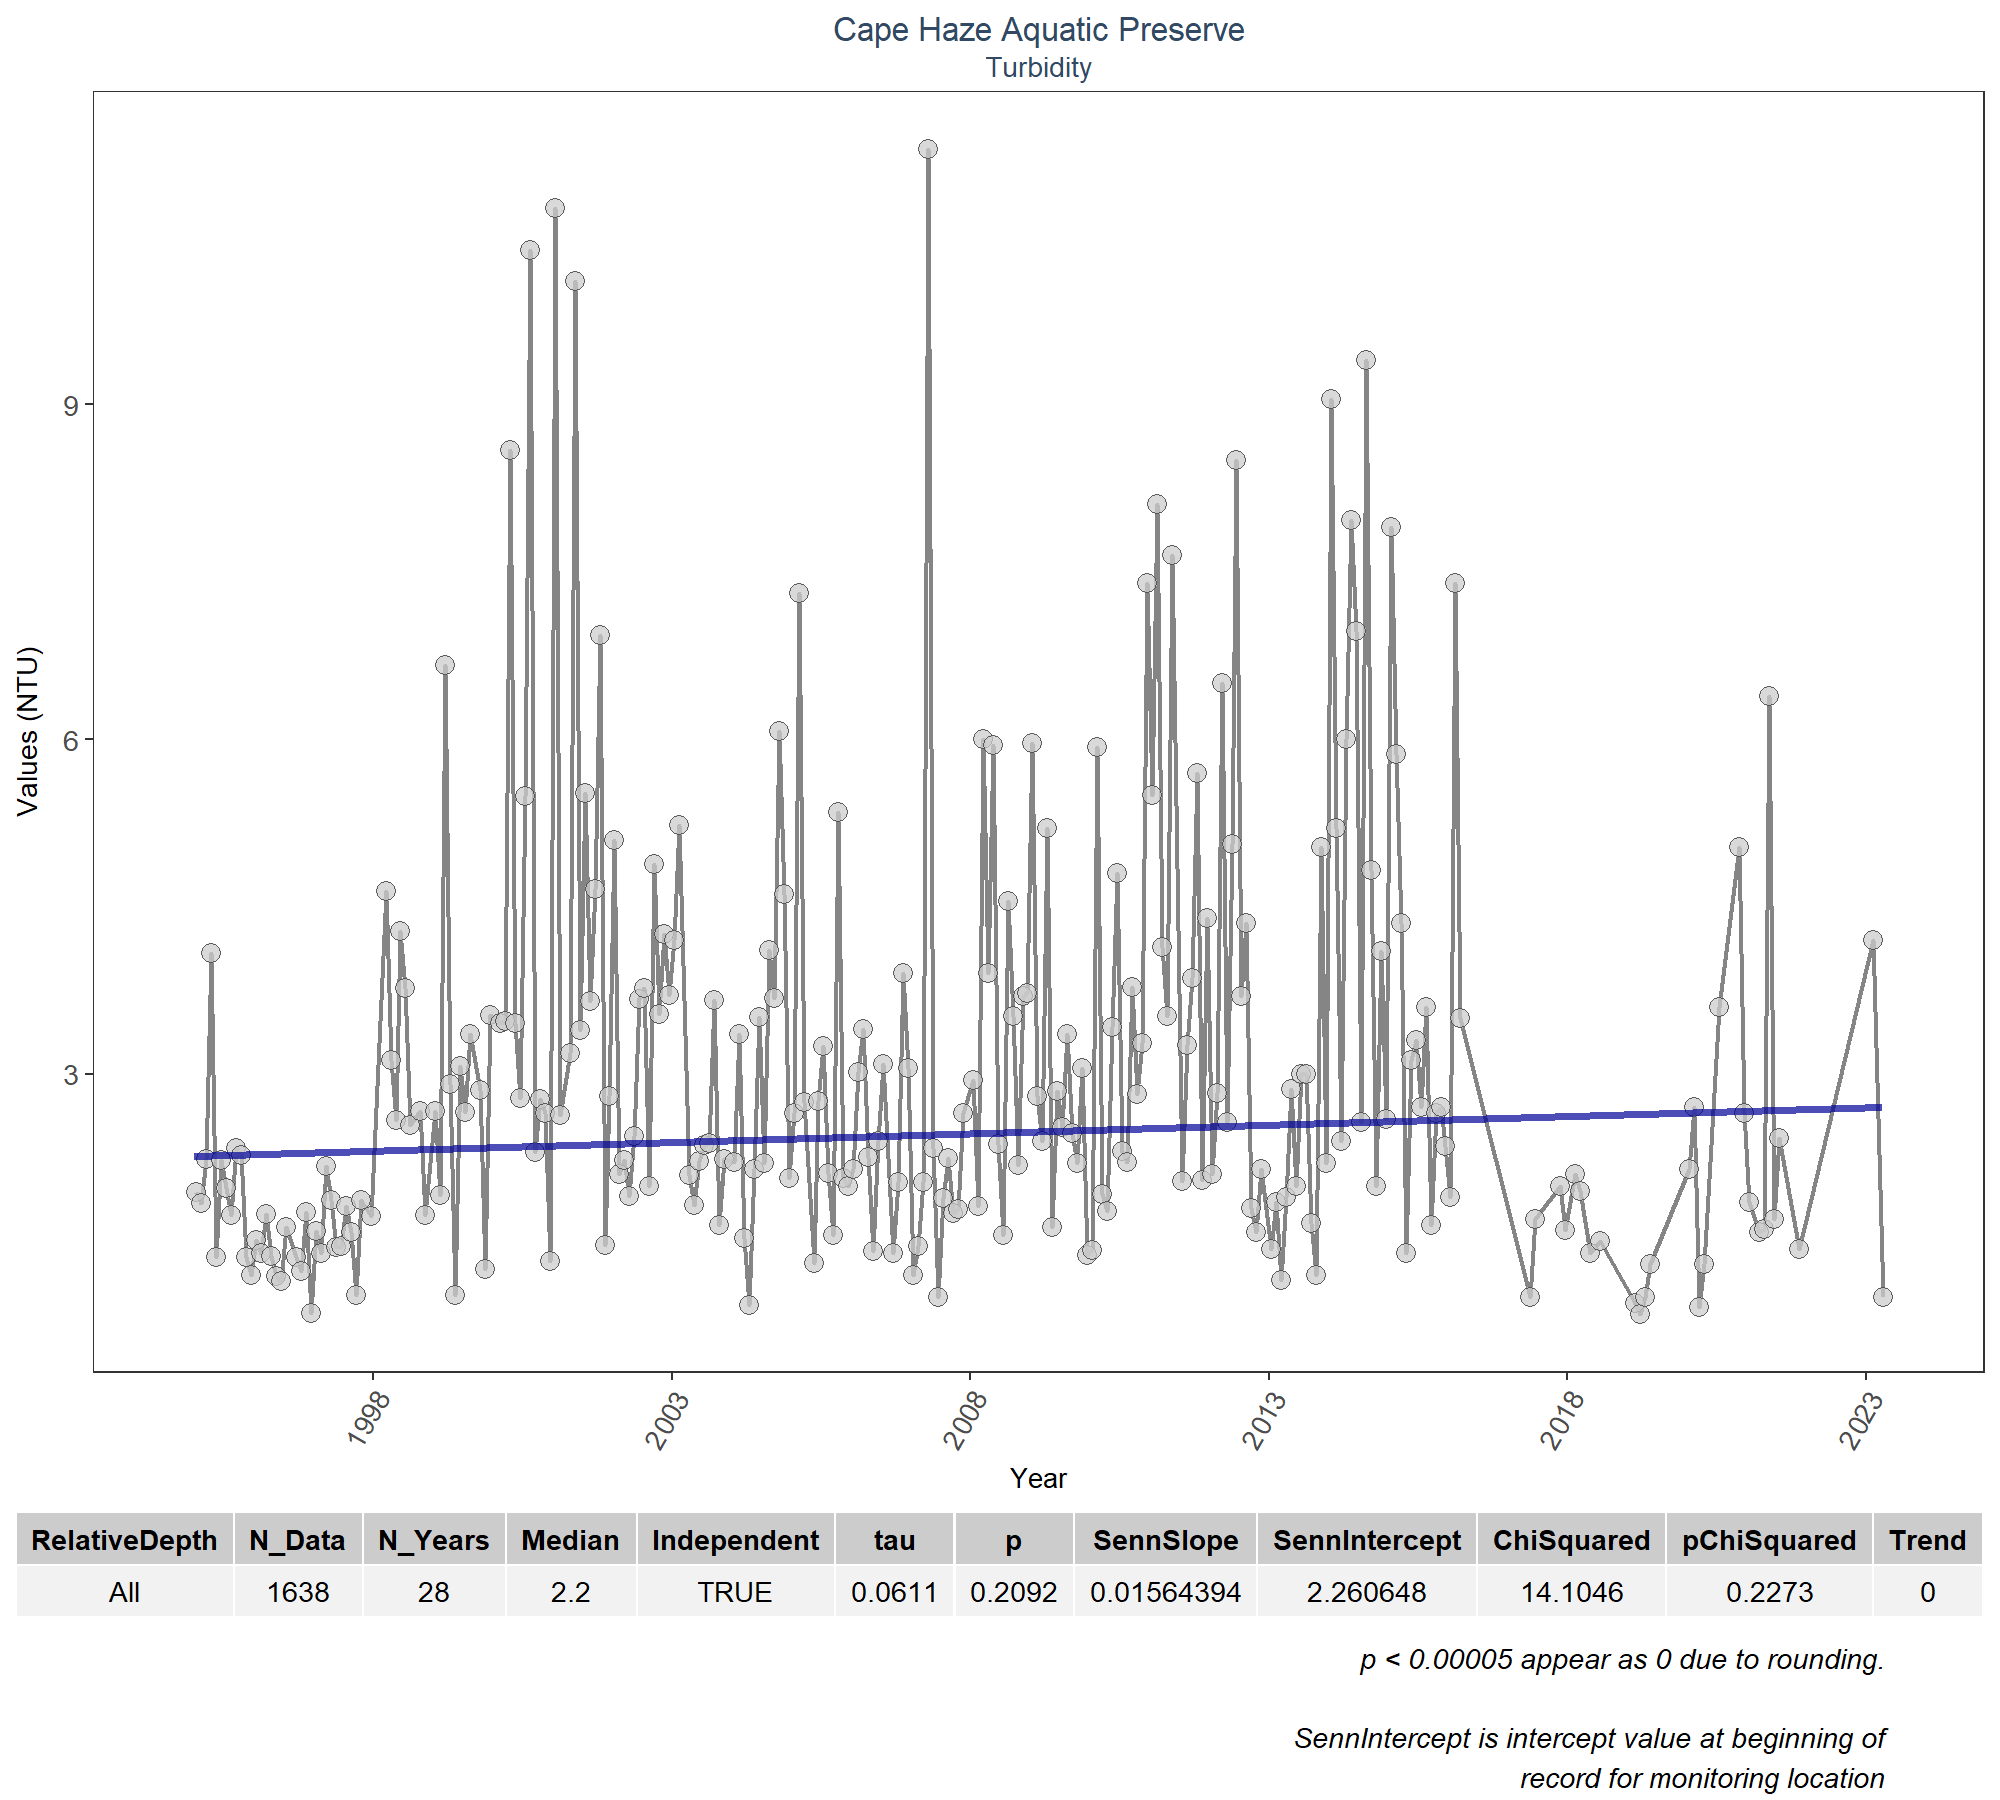 Cape Haze Aquatic Preserve
Turbidity
Values (NTU)
9
6
3
1998 2003 2008 2013 2018 2023
Year
RelativeDepth N_Data N_Years Median Independent tau p SennSlope SennIntercept ChiSquared pChiSquared Trend
All 1638 28 2.2 TRUE 0.0611 0.2092 0.01564394 2.260648 14.1046 0.2273 0
p < 0.00005 appear as 0 due to rounding.
SennIntercept is intercept value at beginning of
record for monitoring location